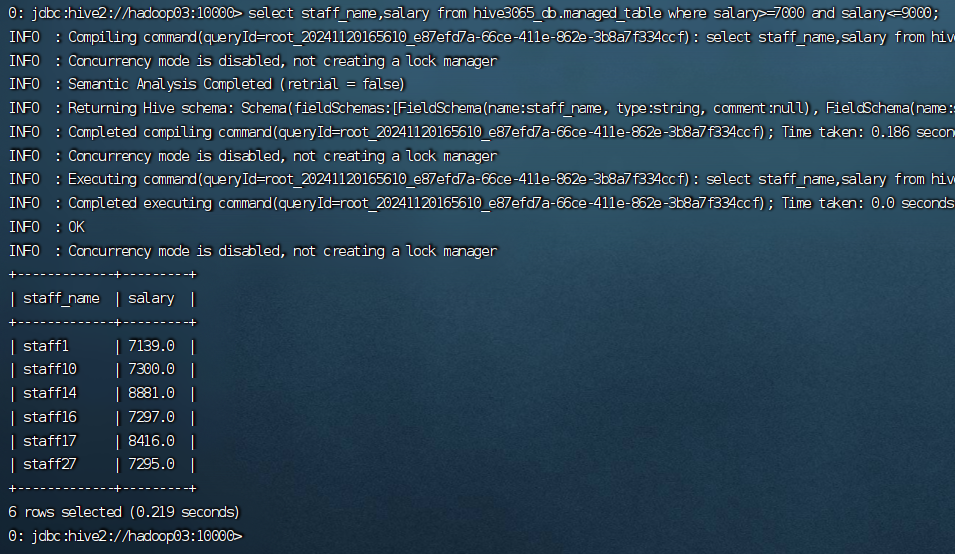 0: jdbc:hive2://hadoop03:10000> select staff_name,salary from hive3065_db.managed_table where salary>=7000 and salary<=9000;
INFO  : Compiling command(queryId=root_20241120165610_e87efd7a-66ce-411e-862e-3b8a7f334ccf): select staff_name,salary from hive
INFO  : Concurrency mode is disabled, not creating a lock manager
INFO  : Semantic Analysis Completed (retrial = false)
INFO  : Returning Hive schema: Schema(fieldSchemas:[FieldSchema(name:staff_name, type:string, comment:null), FieldSchema(name:s
INFO  : Completed compiling command(queryId=root_20241120165610_e87efd7a-66ce-411e-862e-3b8a7f334ccf); Time taken: 0.186 secon
INFO  : Concurrency mode is disabled, not creating a lock manager
INFO  : Executing command(queryId=root_20241120165610_e87efd7a-66ce-411e-862e-3b8a7f334ccf): select staff_name,salary from hive
INFO  : Completed executing command(queryId=root_20241120165610_e87efd7a-66ce-411e-862e-3b8a7f334ccf); Time taken: 0.0 seconds
INFO  : OK
INFO  : Concurrency mode is disabled, not creating a lock manager
+-------------+---------+
| staff_name  | salary  |
+-------------+---------+
| staff1      | 7139.0  |
| staff10     | 7300.0  |
| staff14     | 8881.0  |
| staff16     | 7297.0  |
| staff17     | 8416.0  |
| staff27     | 7295.0  |
+-------------+---------+
6 rows selected (0.219 seconds)
0: jdbc:hive2://hadoop03:10000>